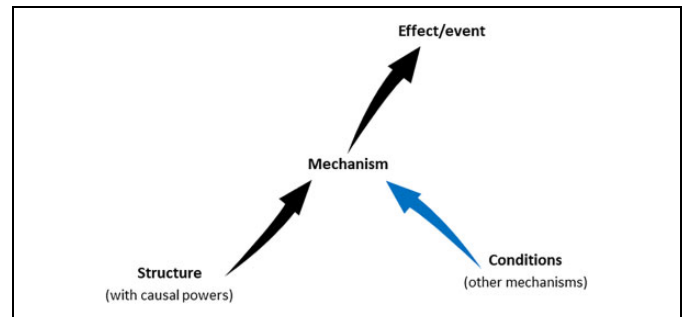 Effect/event
Mechanism
Structure
(with causal powers)
Conditions
(other mechanisms)